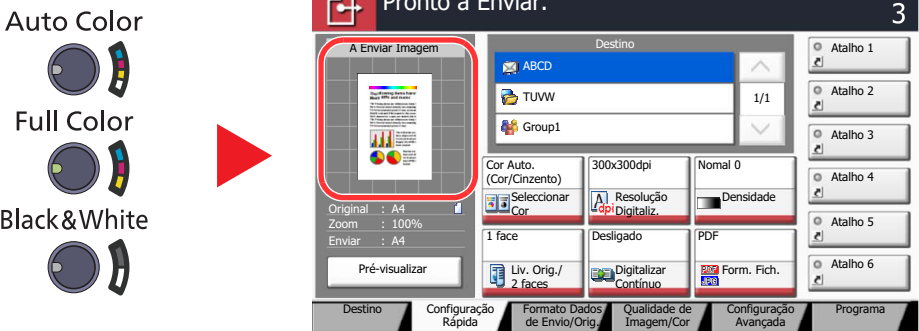 Auto Color
Full Color
Black&White
Pronto a Enviar.
3
A Enviar Imagem
Original : A4
Zoom : 100%
Enviar : A4
Pré-visualizar
Destino
ABCD
TUVW
Group1
1/1
Cor Auto.
(Cor/Cinzento)
Seleccionar
Cor
300x300dpi
A
dpi
Resolução
Digitaliz.
Nomal 0
Densidade
1 face
Liv. Orig./
2 faces
Desligado
Digitalizar
Contínuo
PDF
Form. Fich.
Atalho 1
Atalho 2
Atalho 3
Atalho 4
Atalho 5
Atalho 6
Destino
Configuração
Rápida
Formato Dados
de Envio/Orig.
Qualidade de
Imagem/Cor
Configuração
Avançada
Programa